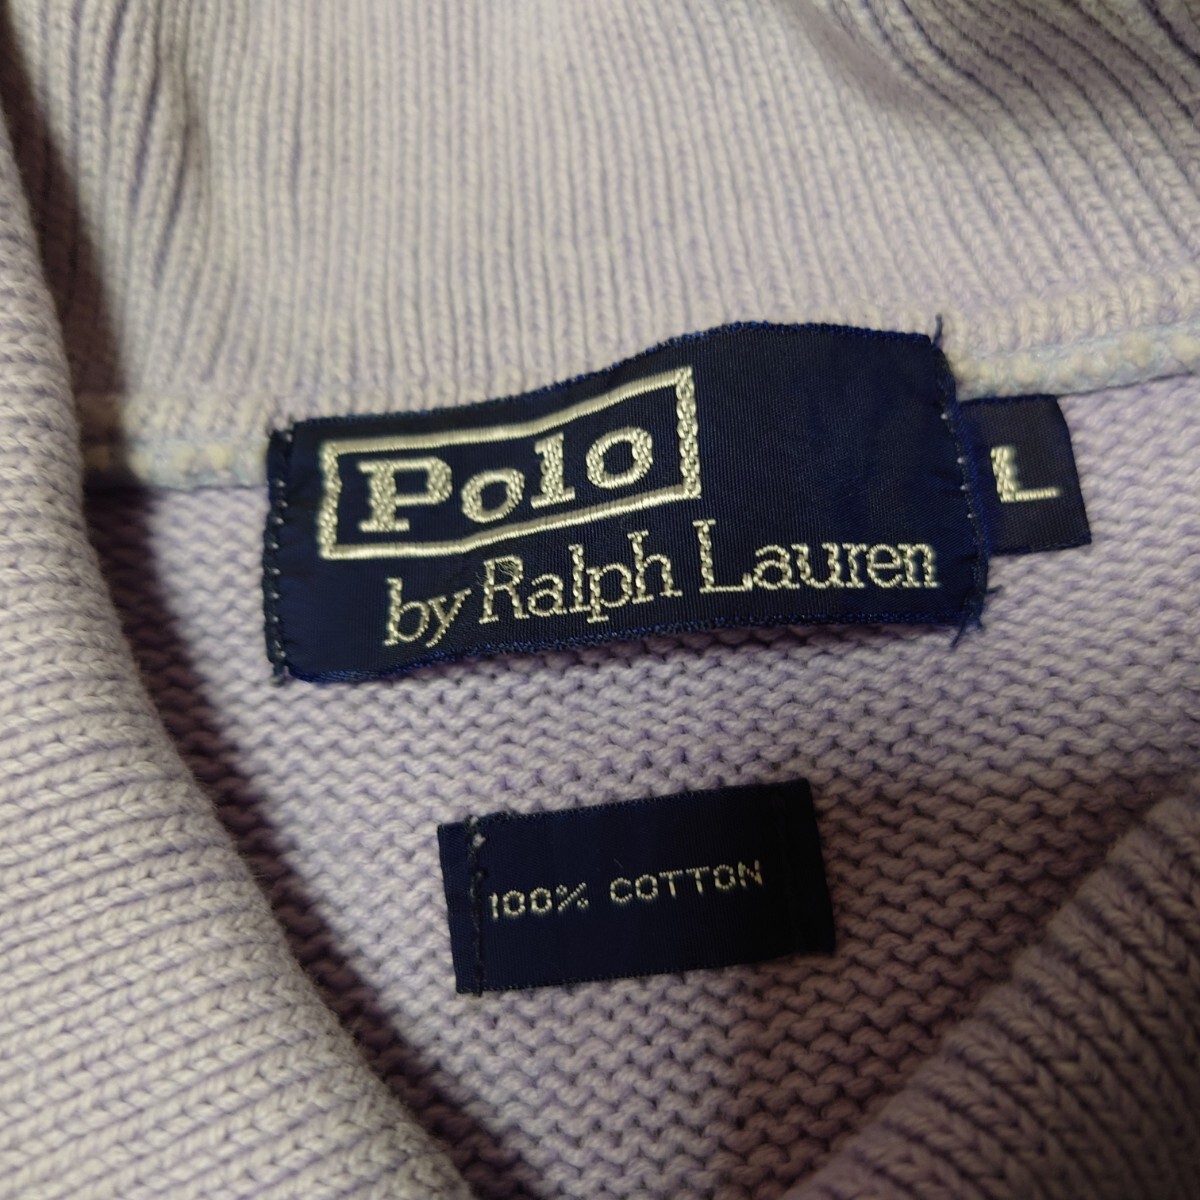 Polo
by Ralph Lauren
L
100% COTTON